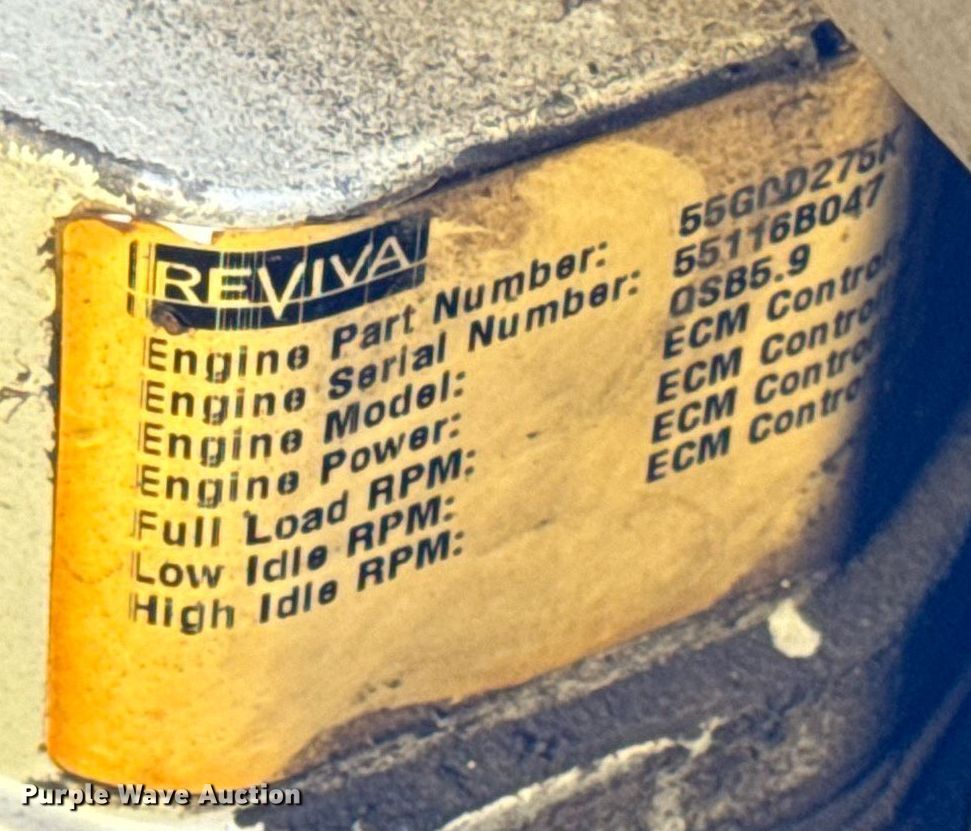 REVIVA
Engine Part Number: 55G0D275K
Engine Serial Number: 55116B047
Engine Model: QSB5.9
Engine Power: ECM Control
Full Load RPM: ECM Control
Low Idle RPM: ECM Control
High Idle RPM: ECM Control
Purple Wave Auction